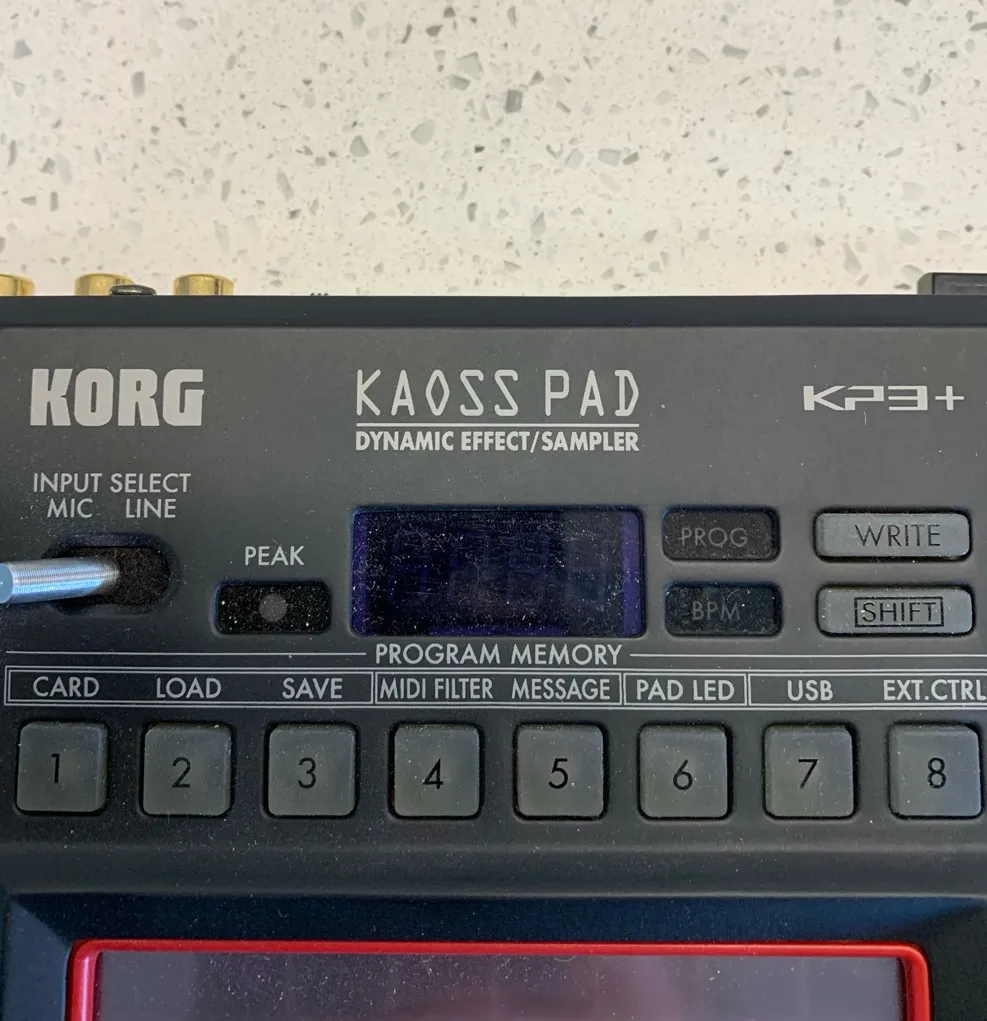 KORG
KAOSS PAD
KP3+
DYNAMIC EFFECT/SAMPLER
INPUT SELECT
MIC LINE
PEAK
PROG
WRITE
BPM
SHIFT
PROGRAM MEMORY
CARD LOAD SAVE MIDI FILTER MESSAGE PAD LED USB EXT.CTRL
1 2 3 4 5 6 7 8